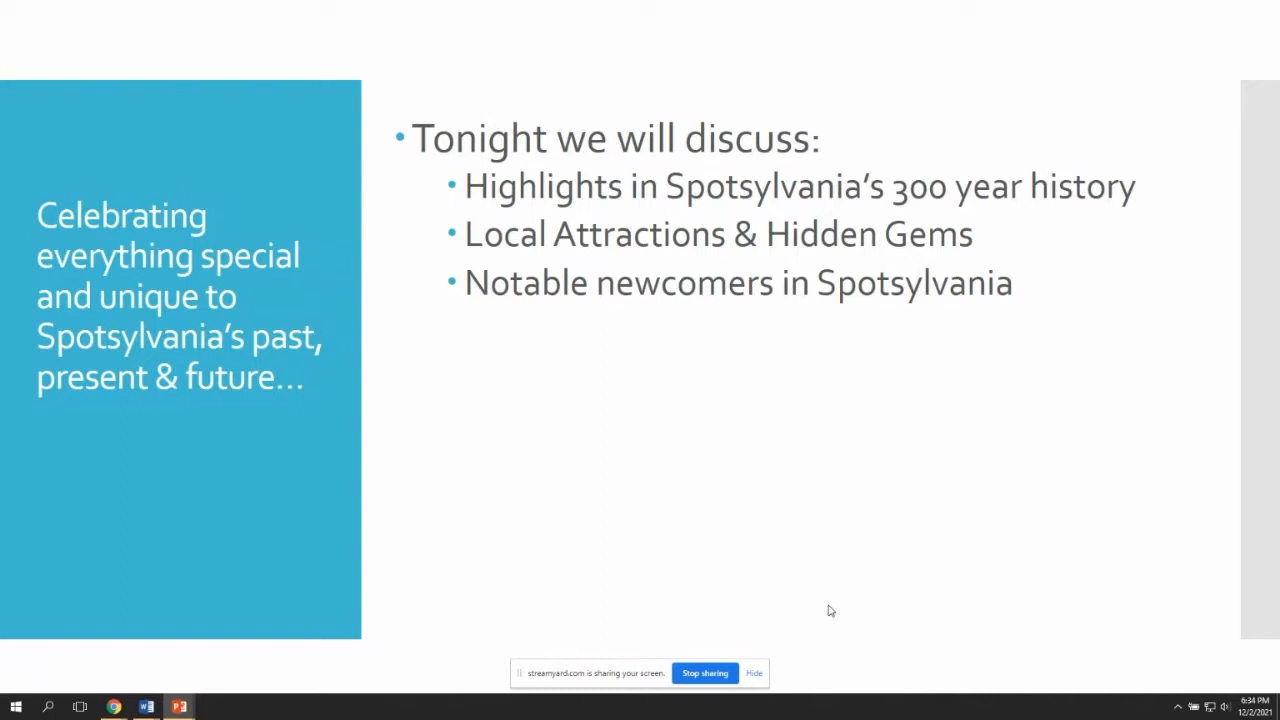 Celebrating
everything special
and unique to
Spotsylvania's past,
present & future...
• Tonight we will discuss:
• Highlights in Spotsylvania's 300 year history
• Local Attractions & Hidden Gems
• Notable newcomers in Spotsylvania
streamyard.com is sharing your screen.
Stop sharing
Hide
6:34 PM
12/2/2021